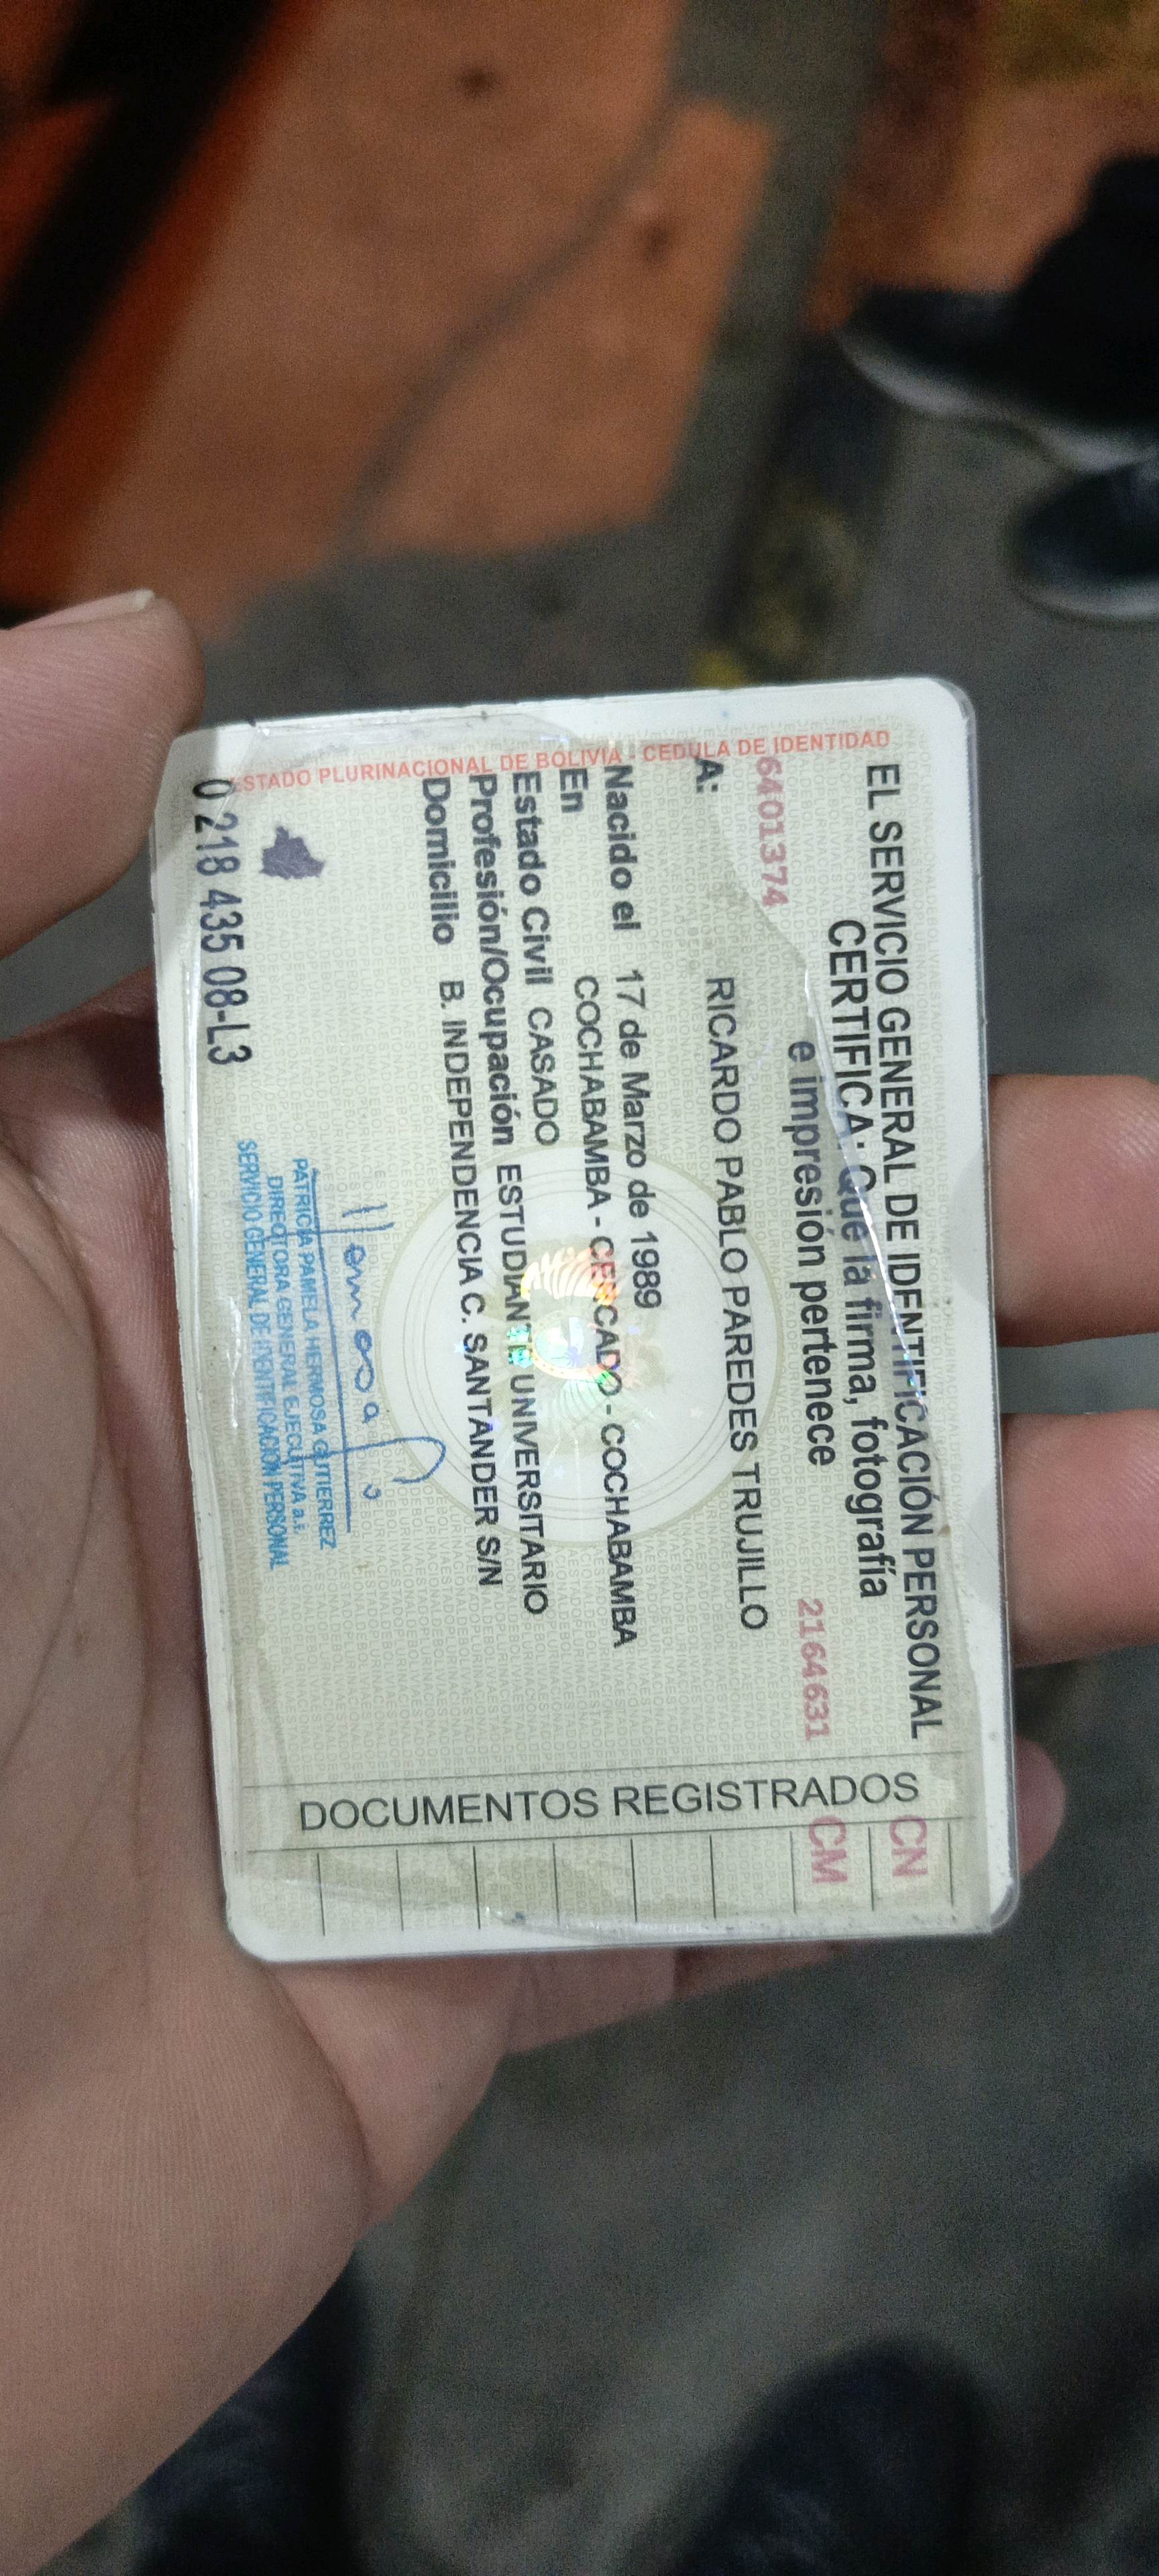 ESTADO PLURINACIONAL DE BOLIVIA - CEDULA DE IDENTIDAD
EL SERVICIO GENERAL DE IDENTIFICACIÓN PERSONAL
CERTIFICA: Que la firma, fotografía
e impresión pertenece
6401374 2164631
A: RICARDO PABLO PAREDES TRUJILLO
Nacido el 17 de Marzo de 1989
En COCHABAMBA - CERCADO - COCHABAMBA
Estado Civil CASADO
Profesión/Ocupación ESTUDIANTE UNIVERSITARIO
Domicilio B. INDEPENDENCIA C. SANTANDER S/N
PATRICIA PAMELA HERMOSA GUTIERREZ
DIRECTORA GENERAL EJECUTIVA a.i.
SERVICIO GENERAL DE IDENTIFICACIÓN PERSONAL
0 218 435 08-L3
DOCUMENTOS REGISTRADOS
CN
CM